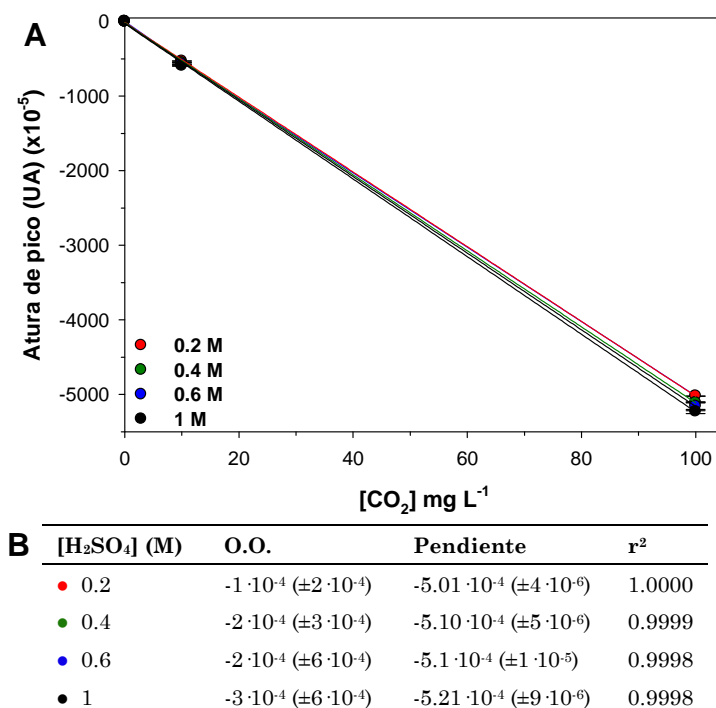 A
0
-1000
-2000
-3000
-4000
-5000
Atura de pico (UA) (x10⁻⁵)
0.2 M
0.4 M
0.6 M
1 M
0 20 40 60 80 100
[CO₂] mg L⁻¹
B [H₂SO₄] (M) O.O. Pendiente r²
0.2 -1·10⁻⁴ (±2·10⁻⁴) -5.01·10⁻⁴ (±4·10⁻⁶) 1.0000
0.4 -2·10⁻⁴ (±3·10⁻⁴) -5.10·10⁻⁴ (±5·10⁻⁶) 0.9999
0.6 -2·10⁻⁴ (±6·10⁻⁴) -5.1·10⁻⁴ (±1·10⁻⁵) 0.9998
1 -3·10⁻⁴ (±6·10⁻⁴) -5.21·10⁻⁴ (±9·10⁻⁶) 0.9998